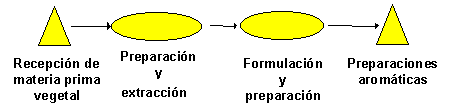 Recepción de
materia prima
vegetal
Preparación
y
extracción
Formulación
y
preparación
Preparaciones
aromáticas